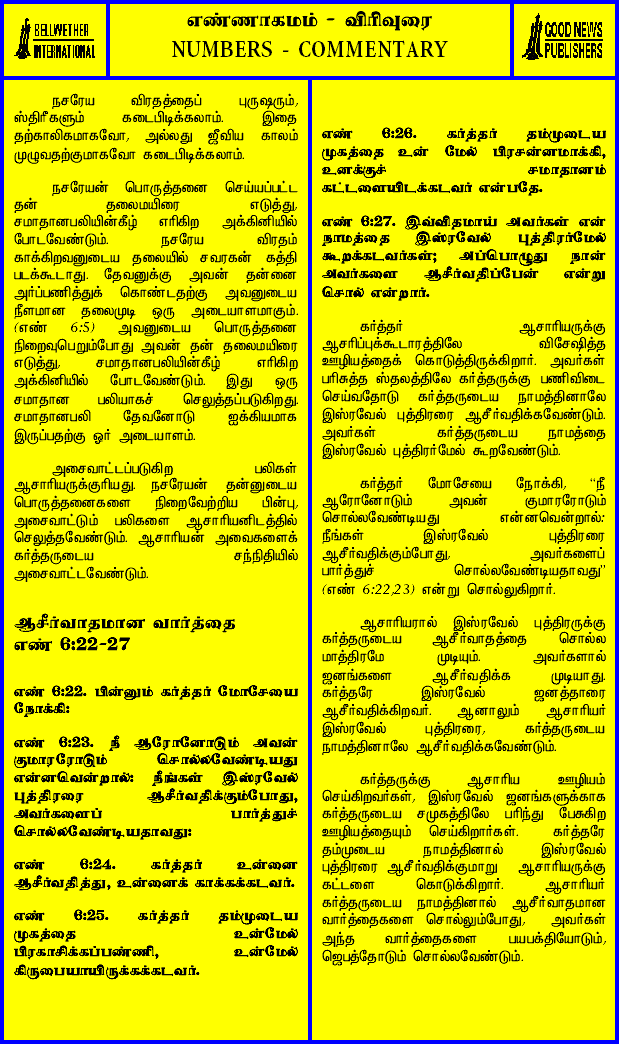 BELLWETHER
INTERNATIONAL
எண்ணாகமம் - விரிவுரை
NUMBERS - COMMENTARY
GOOD NEWS
PUBLISHERS
நசரேய விரதத்தைப் புருஷரும்,
ஸ்திரீகளும் கடைபிடிக்கலாம். இதை
தற்காலிகமாகவோ, அல்லது ஜீவிய காலம்
முழுவதற்குமாகவோ கடைபிடிக்கலாம்.
நசரேயன் பொருத்தனை செய்யப்பட்ட
தன் தலைமயிரை எடுத்து,
சமாதானபலியின்கீழ் எரிகிற அக்கினியில்
போடவேண்டும். நசரேய விரதம்
காக்கிறவனுடைய தலையில் சவரகன் கத்தி
படக்கூடாது. தேவனுக்கு அவன் தன்னை
அர்ப்பணித்துக் கொண்டதற்கு அவனுடைய
நீளமான தலைமுடி ஒரு அடையாளமாகும்.
(எண் 6:5) அவனுடைய பொருத்தனை
நிறைவுபெறும்போது அவன் தன் தலைமயிரை
எடுத்து, சமாதானபலியின்கீழ் எரிகிற
அக்கினியில் போடவேண்டும். இது ஒரு
சமாதான பலியாகச் செலுத்தப்படுகிறது.
சமாதானபலி தேவனோடு ஐக்கியமாக
இருப்பதற்கு ஓர் அடையாளம்.
அசைவாட்டப்படுகிற பலிகள்
ஆசாரியருக்குரியது. நசரேயன் தன்னுடைய
பொருத்தனைகளை நிறைவேற்றிய பின்பு,
அசைவாட்டும் பலிகளை ஆசாரியனிடத்தில்
செலுத்தவேண்டும். ஆசாரியன் அவைகளைக்
கர்த்தருடைய சந்நிதியில்
அசைவாட்டவேண்டும்.
ஆசீர்வாதமான வார்த்தை
எண் 6:22-27
எண் 6:22. பின்னும் கர்த்தர் மோசேயை
நோக்கி:
எண் 6:23. நீ ஆரோனோடும் அவன்
குமாரரோடும் சொல்லவேண்டியது
என்னவென்றால்: நீங்கள் இஸ்ரவேல்
புத்திரரை ஆசீர்வதிக்கும்போது,
அவர்களைப் பார்த்துச்
சொல்லவேண்டியதாவது:
எண் 6:24. கர்த்தர் உன்னை
ஆசீர்வதித்து, உன்னைக் காக்கக்கடவர்.
எண் 6:25. கர்த்தர் தம்முடைய
முகத்தை உன்மேல்
பிரகாசிக்கப்பண்ணி, உன்மேல்
கிருபையாயிருக்கக்கடவர்.
எண் 6:26. கர்த்தர் தம்முடைய
முகத்தை உன் மேல் பிரசன்னமாக்கி,
உனக்குச் சமாதானம்
கட்டளையிடக்கடவர் என்பதே.
எண் 6:27. இவ்விதமாய் அவர்கள் என்
நாமத்தை இஸ்ரவேல் புத்திரர்மேல்
கூறக்கடவர்கள்; அப்பொழுது நான்
அவர்களை ஆசீர்வதிப்பேன் என்று
சொல் என்றார்.
கர்த்தர் ஆசாரியருக்கு
ஆசரிப்புக்கூடாரத்திலே விசேஷித்த
ஊழியத்தைக் கொடுத்திருக்கிறார். அவர்கள்
பரிசுத்த ஸ்தலத்திலே கர்த்தருக்கு பணிவிடை
செய்வதோடு கர்த்தருடைய நாமத்தினாலே
இஸ்ரவேல் புத்திரரை ஆசீர்வதிக்கவேண்டும்.
அவர்கள் கர்த்தருடைய நாமத்தை
இஸ்ரவேல் புத்திரர்மேல் கூறவேண்டும்.
கர்த்தர் மோசேயை நோக்கி, "நீ
ஆரோனோடும் அவன் குமாரரோடும்
சொல்லவேண்டியது என்னவென்றால்:
நீங்கள் இஸ்ரவேல் புத்திரரை
ஆசீர்வதிக்கும்போது, அவர்களைப்
பார்த்துச் சொல்லவேண்டியதாவது"
(எண் 6:22,23) என்று சொல்லுகிறார்.
ஆசாரியரால் இஸ்ரவேல் புத்திரருக்கு
கர்த்தருடைய ஆசீர்வாதத்தை சொல்ல
மாத்திரமே முடியும். அவர்களால்
ஜனங்களை ஆசீர்வதிக்க முடியாது.
கர்த்தரே இஸ்ரவேல் ஜனத்தாரை
ஆசீர்வதிக்கிறவர். ஆனாலும் ஆசாரியர்
இஸ்ரவேல் புத்திரரை, கர்த்தருடைய
நாமத்தினாலே ஆசீர்வதிக்கவேண்டும்.
கர்த்தருக்கு ஆசாரிய ஊழியம்
செய்கிறவர்கள், இஸ்ரவேல் ஜனங்களுக்காக
கர்த்தருடைய சமுகத்திலே பரிந்து பேசுகிற
ஊழியத்தையும் செய்கிறார்கள். கர்த்தரே
தம்முடைய நாமத்தினால் இஸ்ரவேல்
புத்திரரை ஆசீர்வதிக்குமாறு ஆசாரியருக்கு
கட்டளை கொடுக்கிறார். ஆசாரியர்
கர்த்தருடைய நாமத்தினால் ஆசீர்வாதமான
வார்த்தைகளை சொல்லும்போது, அவர்கள்
அந்த வார்த்தைகளை பயபக்தியோடும்,
ஜெபத்தோடும் சொல்லவேண்டும்.